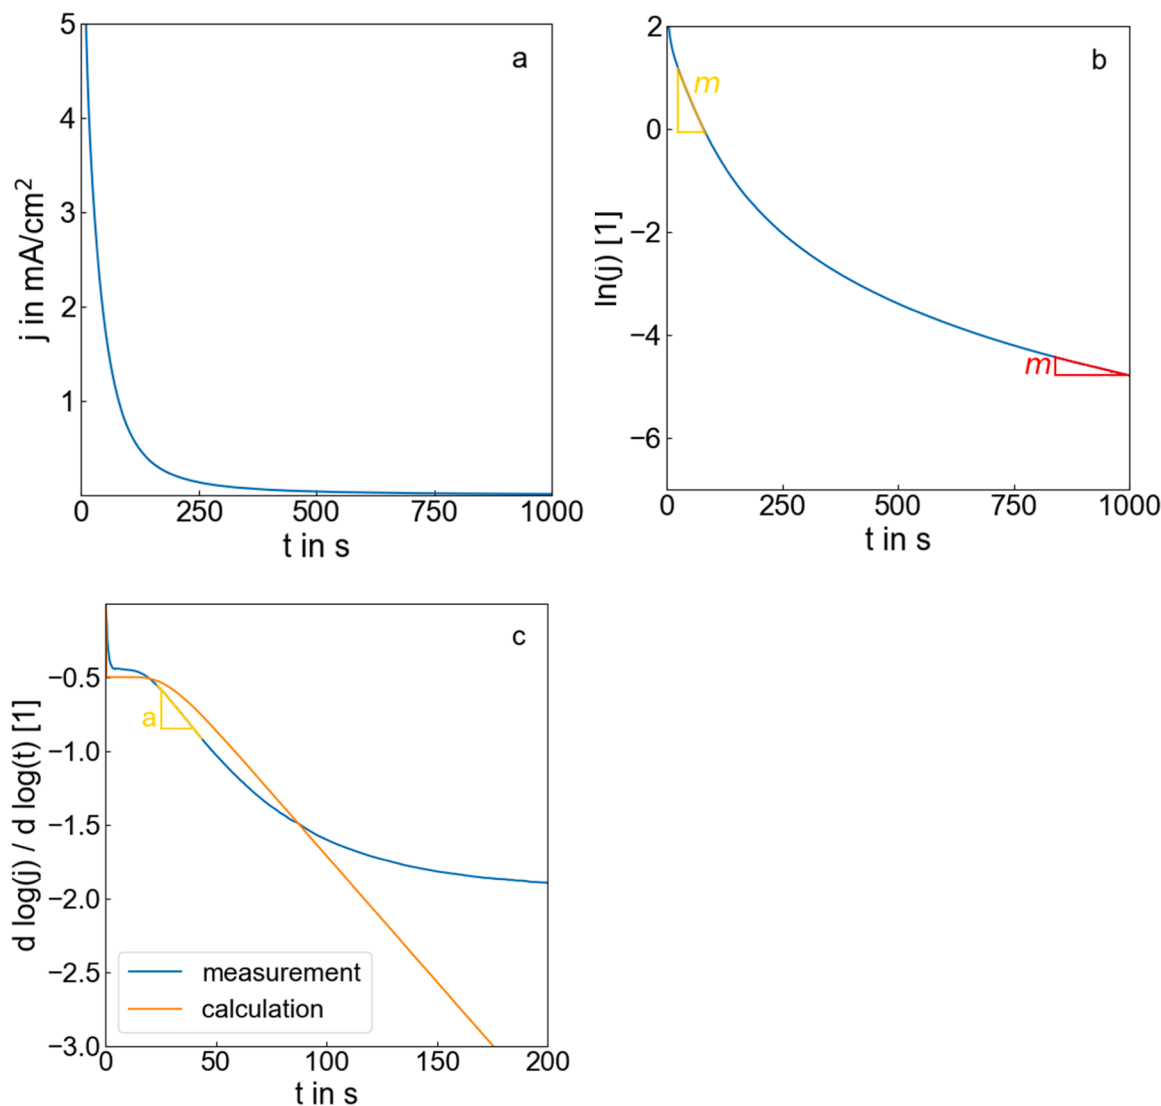 a
5
4
3
2
1
j in mA/cm²
0 250 500 750 1000
t in s
b
m
2
0
−2
−4
−6
ln(j) [1]
m
0 250 500 750 1000
t in s
c
−0.5
−1.0
−1.5
−2.0
−2.5
−3.0
d log(j) / d log(t) [1]
a
measurement
calculation
0 50 100 150 200
t in s